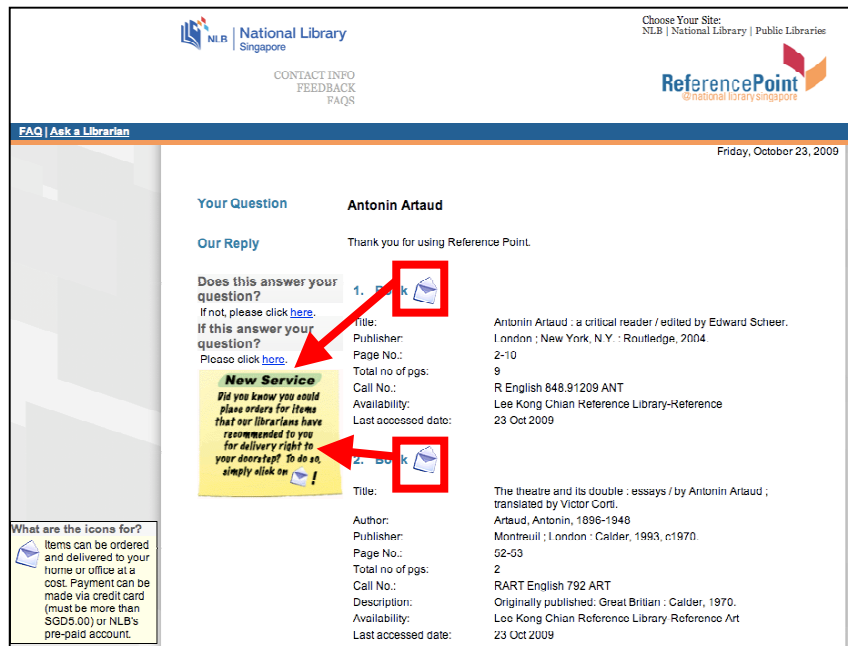 NLB | National Library
Singapore
Choose Your Site:
NLB | National Library | Public Libraries
CONTACT INFO
FEEDBACK
FAQS
ReferencePoint
@nationallibrarysingapore
FAQ | Ask a Librarian
Friday, October 23, 2009
Your Question
Antonin Artaud
Our Reply
Thank you for using Reference Point.
Does this answer your
question?
If not, please click here.
If this answer your
question?
Please click here.
New Service
Did you know you could
place orders for items
that our librarians have
recommended to you
for delivery right to
your doorstep? To do so,
simply click on !
What are the icons for?
Items can be ordered
and delivered to your
home or office at a
cost. Payment can be
made via credit card
(must be more than
SGD5.00) or NLB's
pre-paid account.
1. Book
Title: Antonin Artaud : a critical reader / edited by Edward Scheer.
Publisher: London ; New York, N.Y. : Routledge, 2004.
Page No.: 2-10
Total no of pgs: 9
Call No.: R English 848.91209 ANT
Availability: Lee Kong Chian Reference Library-Reference
Last accessed date: 23 Oct 2009
2. Book
Title: The theatre and its double : essays / by Antonin Artaud ;
translated by Victor Corti.
Author: Artaud, Antonin, 1896-1948
Publisher: Montreuil ; London : Calder, 1993, c1970.
Page No.: 52-53
Total no of pgs: 2
Call No.: RART English 792 ART
Description: Originally published: Great Britian : Calder, 1970.
Availability: Lee Kong Chian Reference Library-Reference Art
Last accessed date: 23 Oct 2009